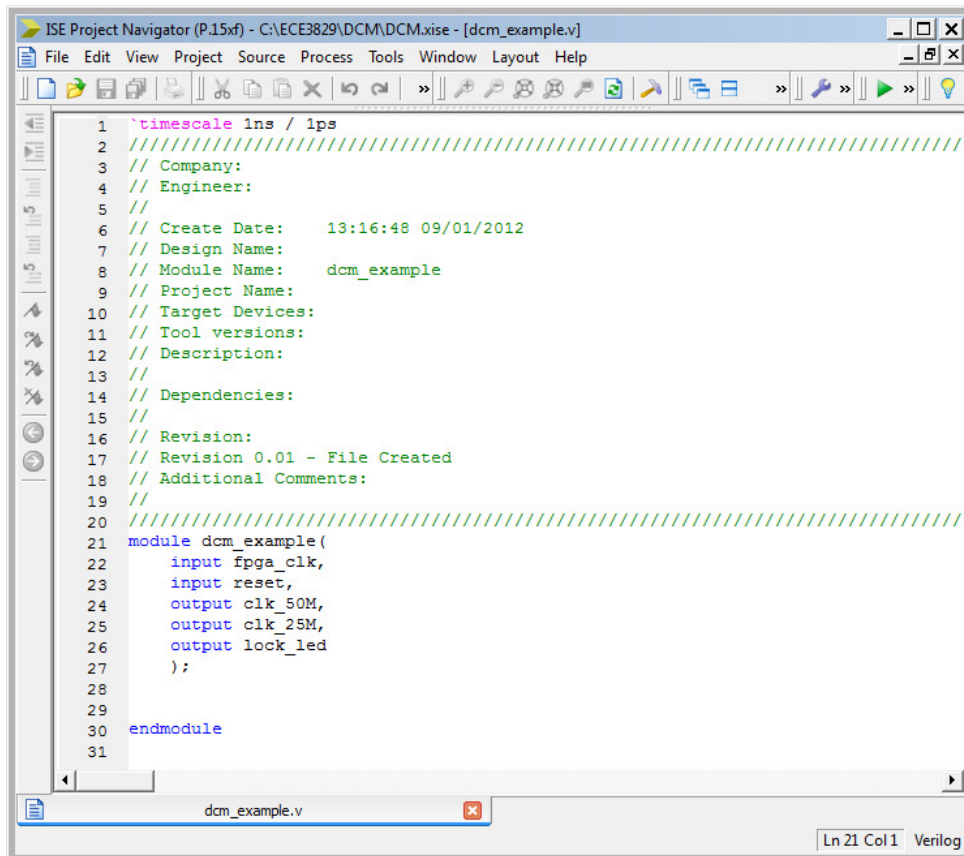 ISE Project Navigator (P.15xf) - C:\ECE3829\DCM\DCM.xise - [dcm_example.v]
File Edit View Project Source Process Tools Window Layout Help
1 `timescale 1ns / 1ps
2 ////////////////////////////////////////////////////////////////////////////////
3 // Company:
4 // Engineer:
5 //
6 // Create Date:    13:16:48 09/01/2012
7 // Design Name:
8 // Module Name:    dcm_example
9 // Project Name:
10 // Target Devices:
11 // Tool versions:
12 // Description:
13 //
14 // Dependencies:
15 //
16 // Revision:
17 // Revision 0.01 - File Created
18 // Additional Comments:
19 //
20 ////////////////////////////////////////////////////////////////////////////////
21 module dcm_example(
22     input fpga_clk,
23     input reset,
24     output clk_50M,
25     output clk_25M,
26     output lock_led
27     );
28
29
30 endmodule
31
dcm_example.v
Ln 21 Col 1 Verilog